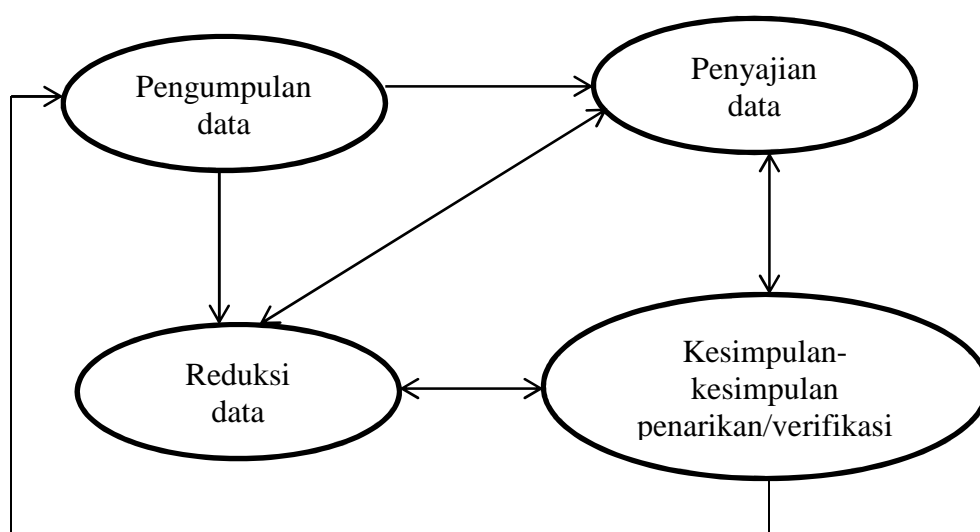 Pengumpulan
data
Penyajian
data
Reduksi
data
Kesimpulan-
kesimpulan
penarikan/verifikasi